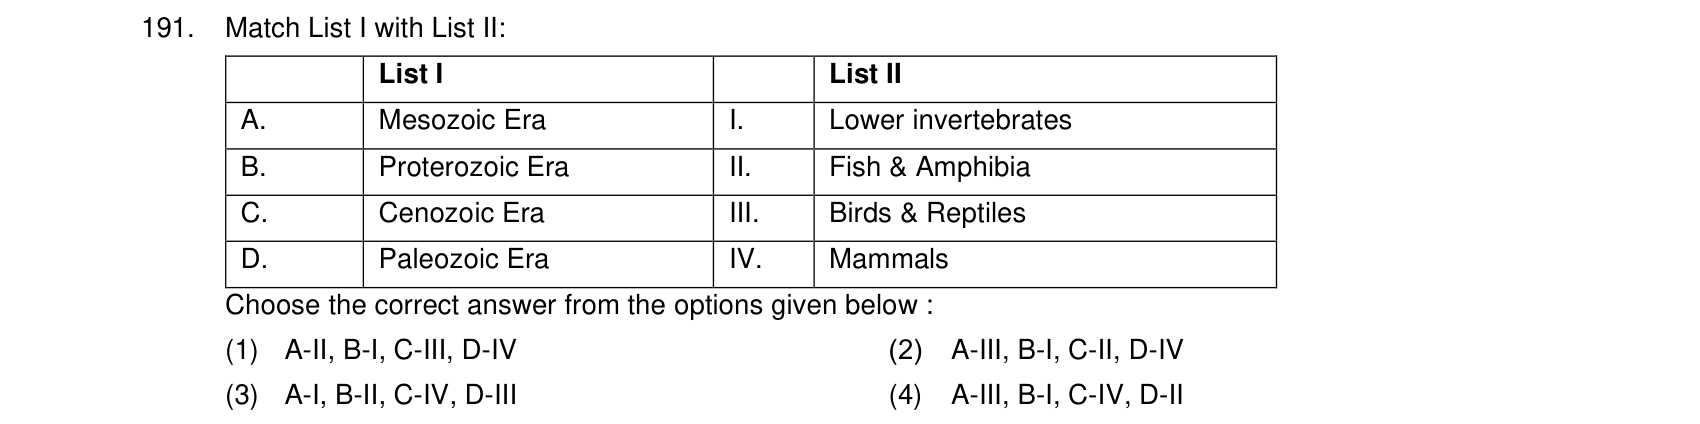 191. Match List I with List II:
List I List II
A. Mesozoic Era I. Lower invertebrates
B. Proterozoic Era II. Fish & Amphibia
C. Cenozoic Era III. Birds & Reptiles
D. Paleozoic Era IV. Mammals
Choose the correct answer from the options given below :
(1) A-II, B-I, C-III, D-IV (2) A-III, B-I, C-II, D-IV
(3) A-I, B-II, C-IV, D-III (4) A-III, B-I, C-IV, D-II